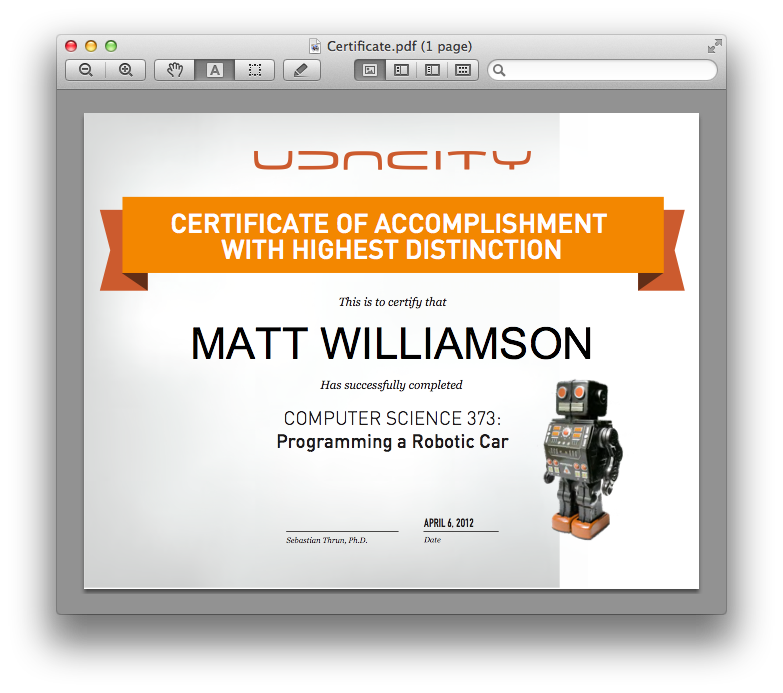 Certificate.pdf (1 page)
A
UDACITY
CERTIFICATE OF ACCOMPLISHMENT
WITH HIGHEST DISTINCTION
This is to certify that
MATT WILLIAMSON
Has successfully completed
COMPUTER SCIENCE 373:
Programming a Robotic Car
APRIL 6, 2012
Sebastian Thrun, Ph.D.
Date